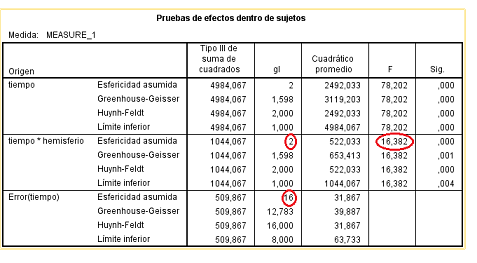 Pruebas de efectos dentro de sujetos
Medida: MEASURE_1
Origen Tipo III de suma de cuadrados gl Cuadrático promedio F Sig.
tiempo Esfericidad asumida 4984,067 2 2492,033 78,202 ,000
Greenhouse-Geisser 4984,067 1,598 3119,203 78,202 ,000
Huynh-Feldt 4984,067 2,000 2492,033 78,202 ,000
Límite inferior 4984,067 1,000 4984,067 78,202 ,000
tiempo * hemisferio Esfericidad asumida 1044,067 2 522,033 16,382 ,000
Greenhouse-Geisser 1044,067 1,598 653,413 16,382 ,001
Huynh-Feldt 1044,067 2,000 522,033 16,382 ,000
Límite inferior 1044,067 1,000 1044,067 16,382 ,004
Error(tiempo) Esfericidad asumida 509,867 16 31,867
Greenhouse-Geisser 509,867 12,783 39,887
Huynh-Feldt 509,867 16,000 31,867
Límite inferior 509,867 8,000 63,733